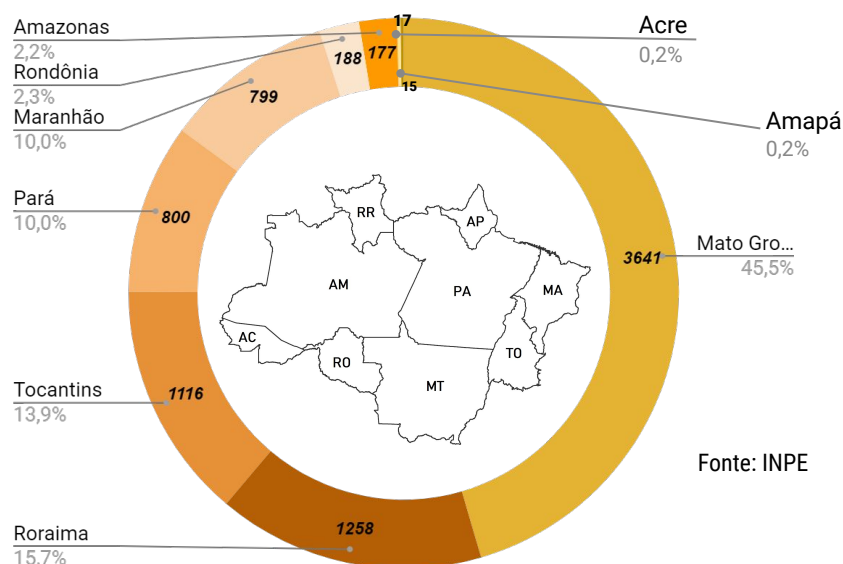 Amazonas
2,2%
Rondônia
2,3%
Maranhão
10,0%
Pará
10,0%
Tocantins
13,9%
Roraima
15,7%
17
177
188
799
800
1116
1258
15
3641
Acre
0,2%
Amapá
0,2%
Mato Gro...
45,5%
RR
AP
AM
PA
MA
AC
RO
MT
TO
Fonte: INPE